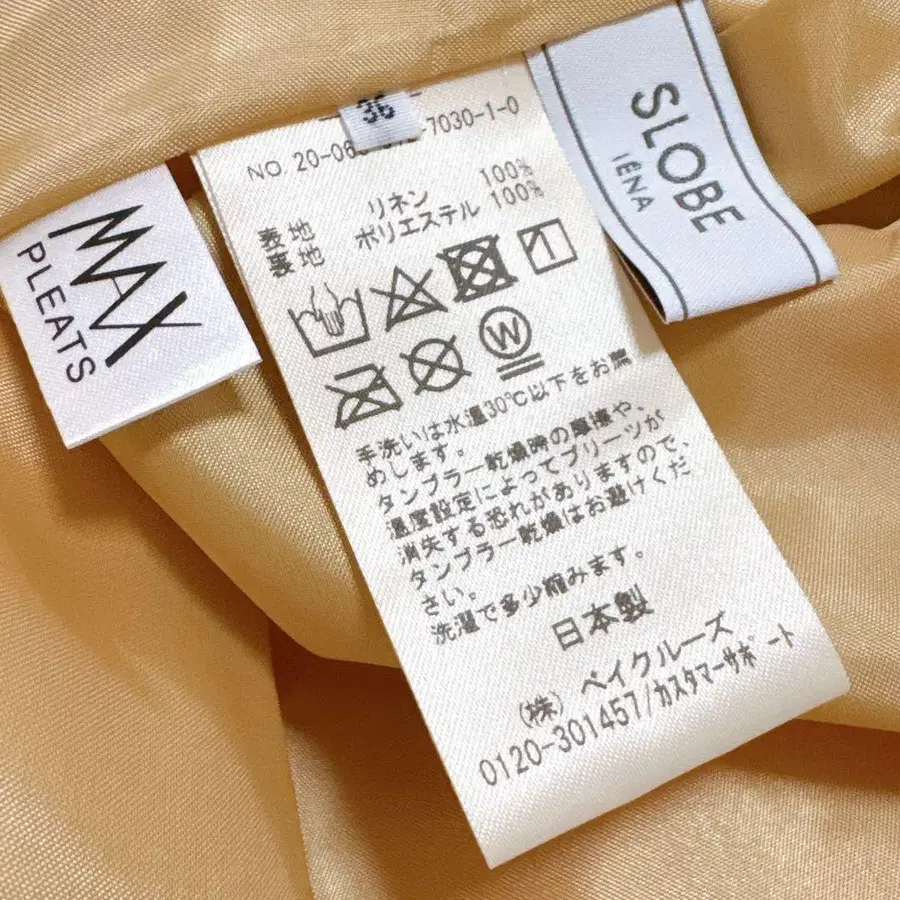 MAX
PLEATS
36
NO. 20-06 7030-1-0
表地 リネン 100%
裏地 ポリエステル 100%
W
手洗いは水温30℃以下をお薦
めします。
タンブラー乾燥時の摩擦や、
温度設定によってプリーツが
消失する恐れがありますので、
タンブラー乾燥はお避けくだ
さい。
洗濯で多少縮みます。
日本製
(株) ベイクルーズ
0120-301457/カスタマーサポート
SLOBE
IÉNA